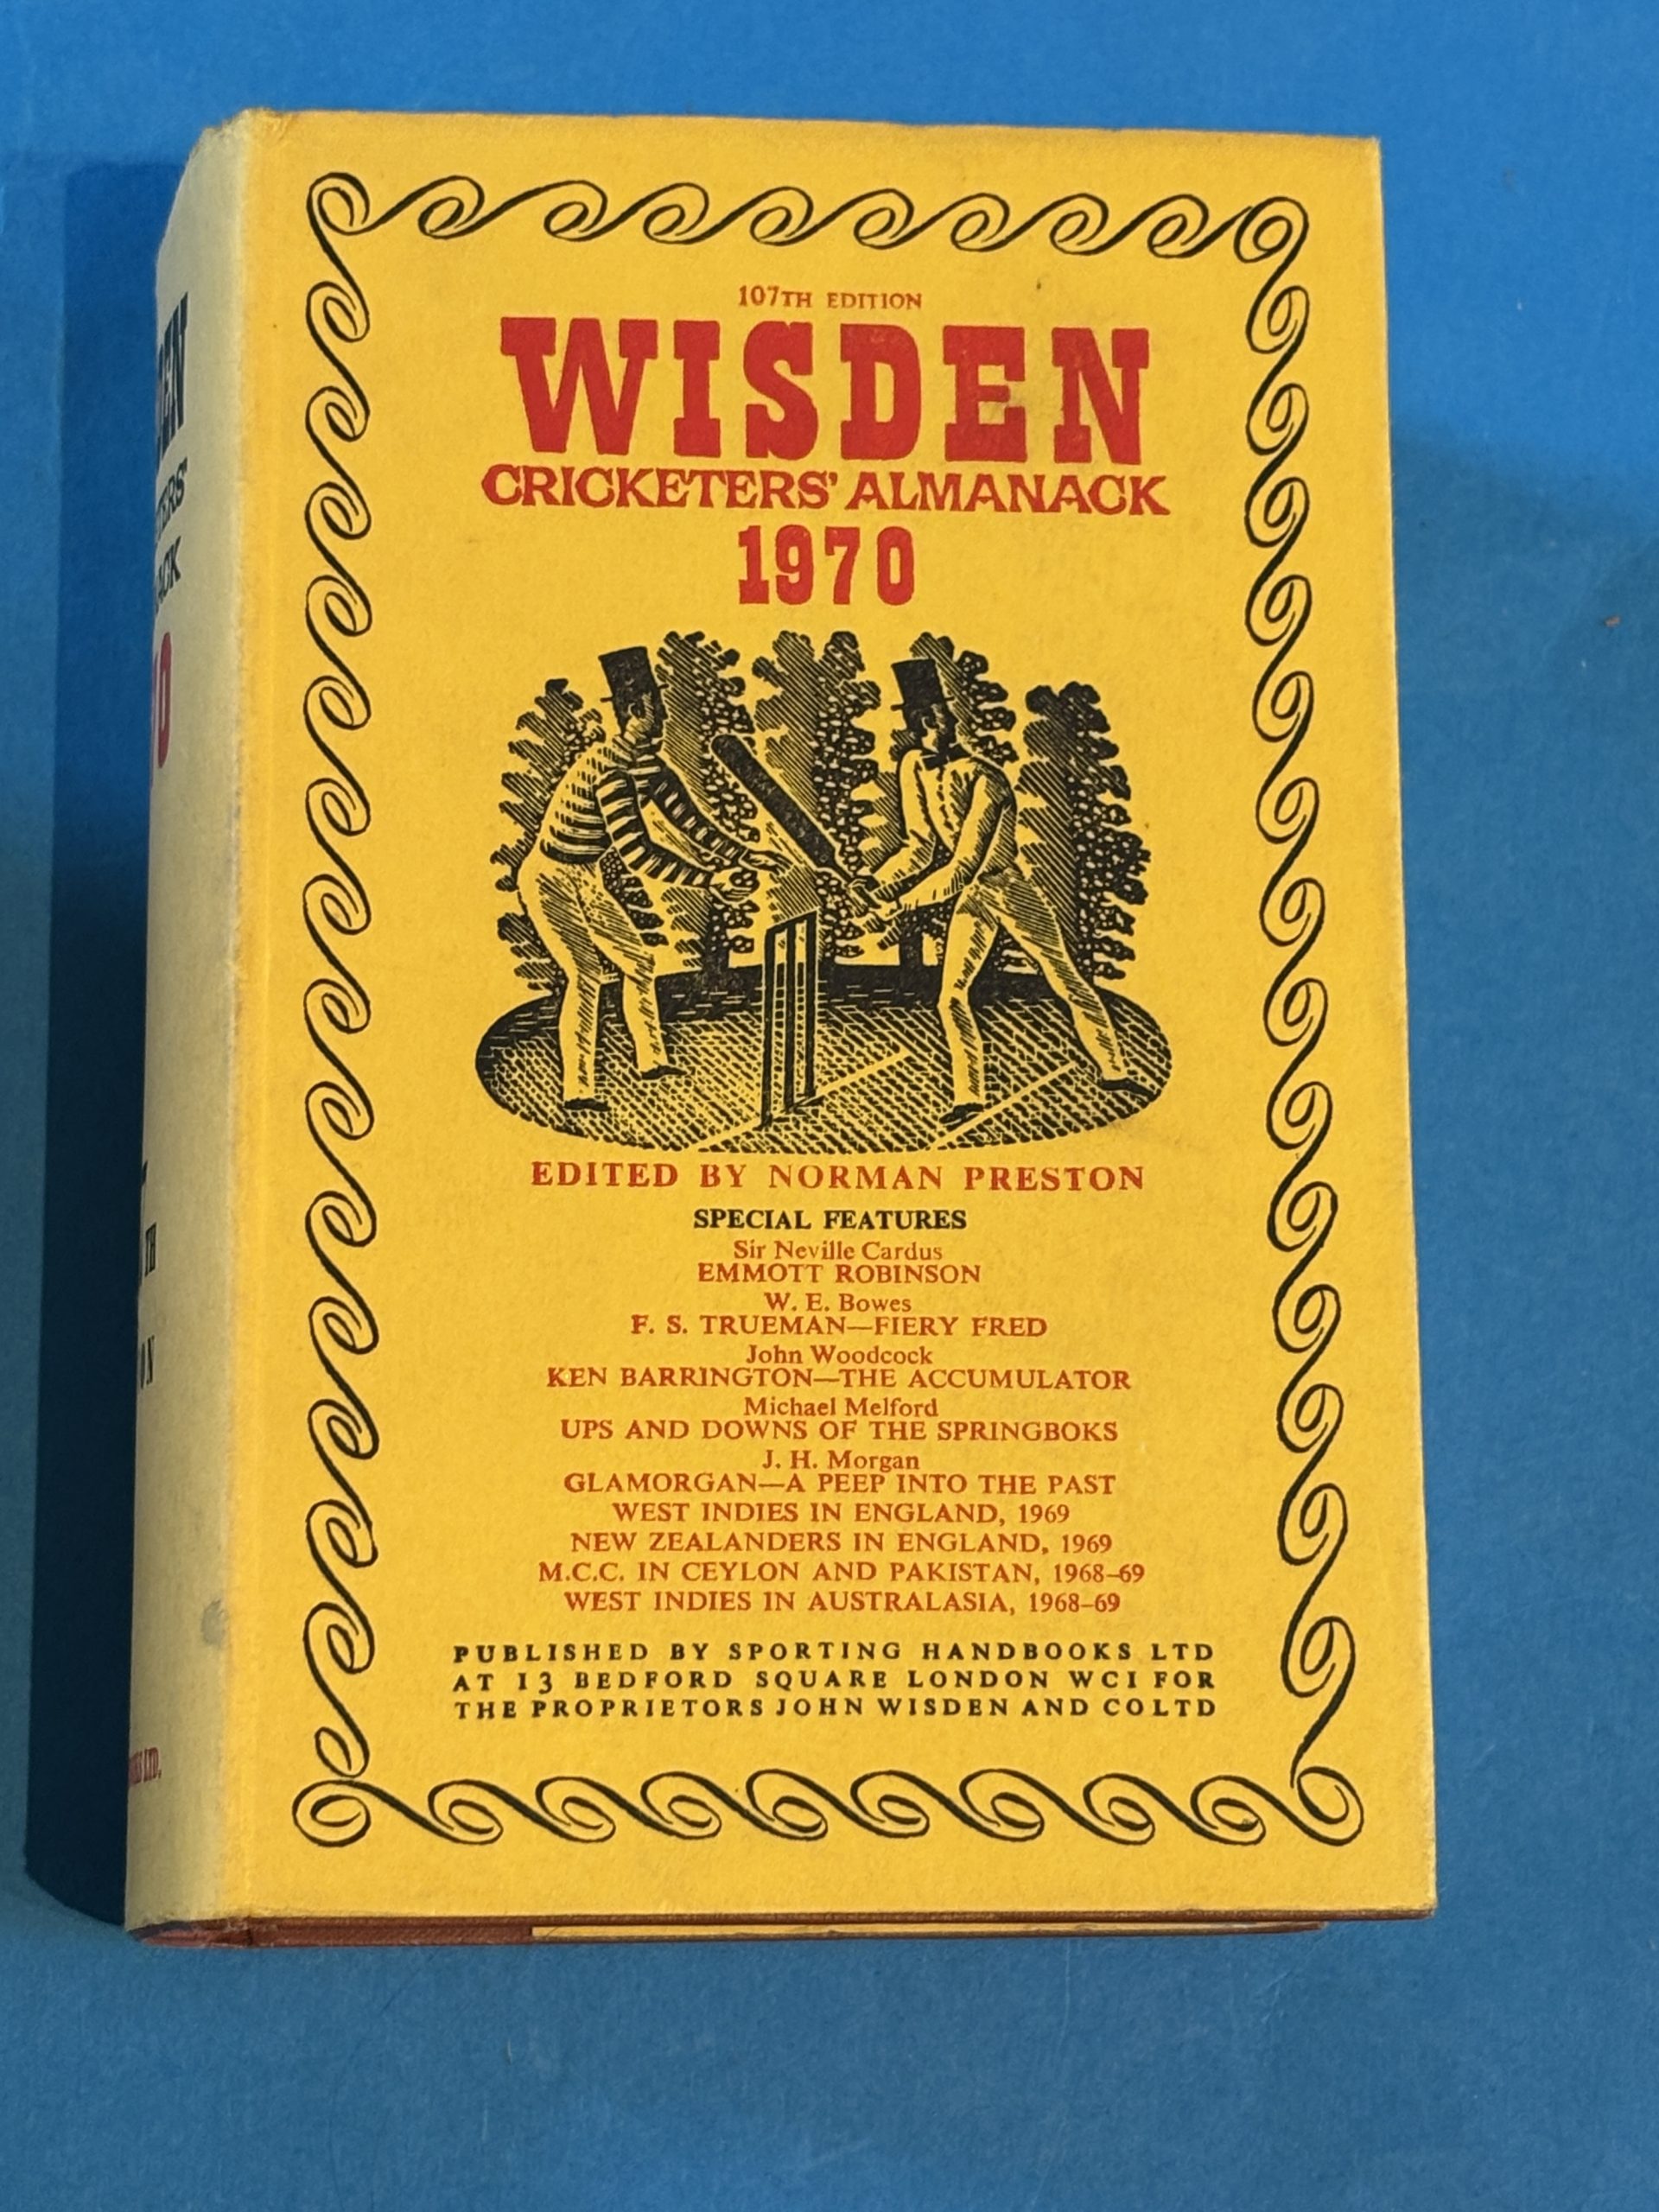 107TH EDITION
WISDEN
CRICKETERS' ALMANACK
1970
EDITED BY NORMAN PRESTON
SPECIAL FEATURES
Sir Neville Cardus
EMMOTT ROBINSON
W. E. Bowes
F. S. TRUEMAN—FIERY FRED
John Woodcock
KEN BARRINGTON—THE ACCUMULATOR
Michael Melford
UPS AND DOWNS OF THE SPRINGBOKS
J. H. Morgan
GLAMORGAN—A PEEP INTO THE PAST
WEST INDIES IN ENGLAND, 1969
NEW ZEALANDERS IN ENGLAND, 1969
M.C.C. IN CEYLON AND PAKISTAN, 1968–69
WEST INDIES IN AUSTRALASIA, 1968–69
PUBLISHED BY SPORTING HANDBOOKS LTD
AT 13 BEDFORD SQUARE LONDON WC1 FOR
THE PROPRIETORS JOHN WISDEN AND CO LTD